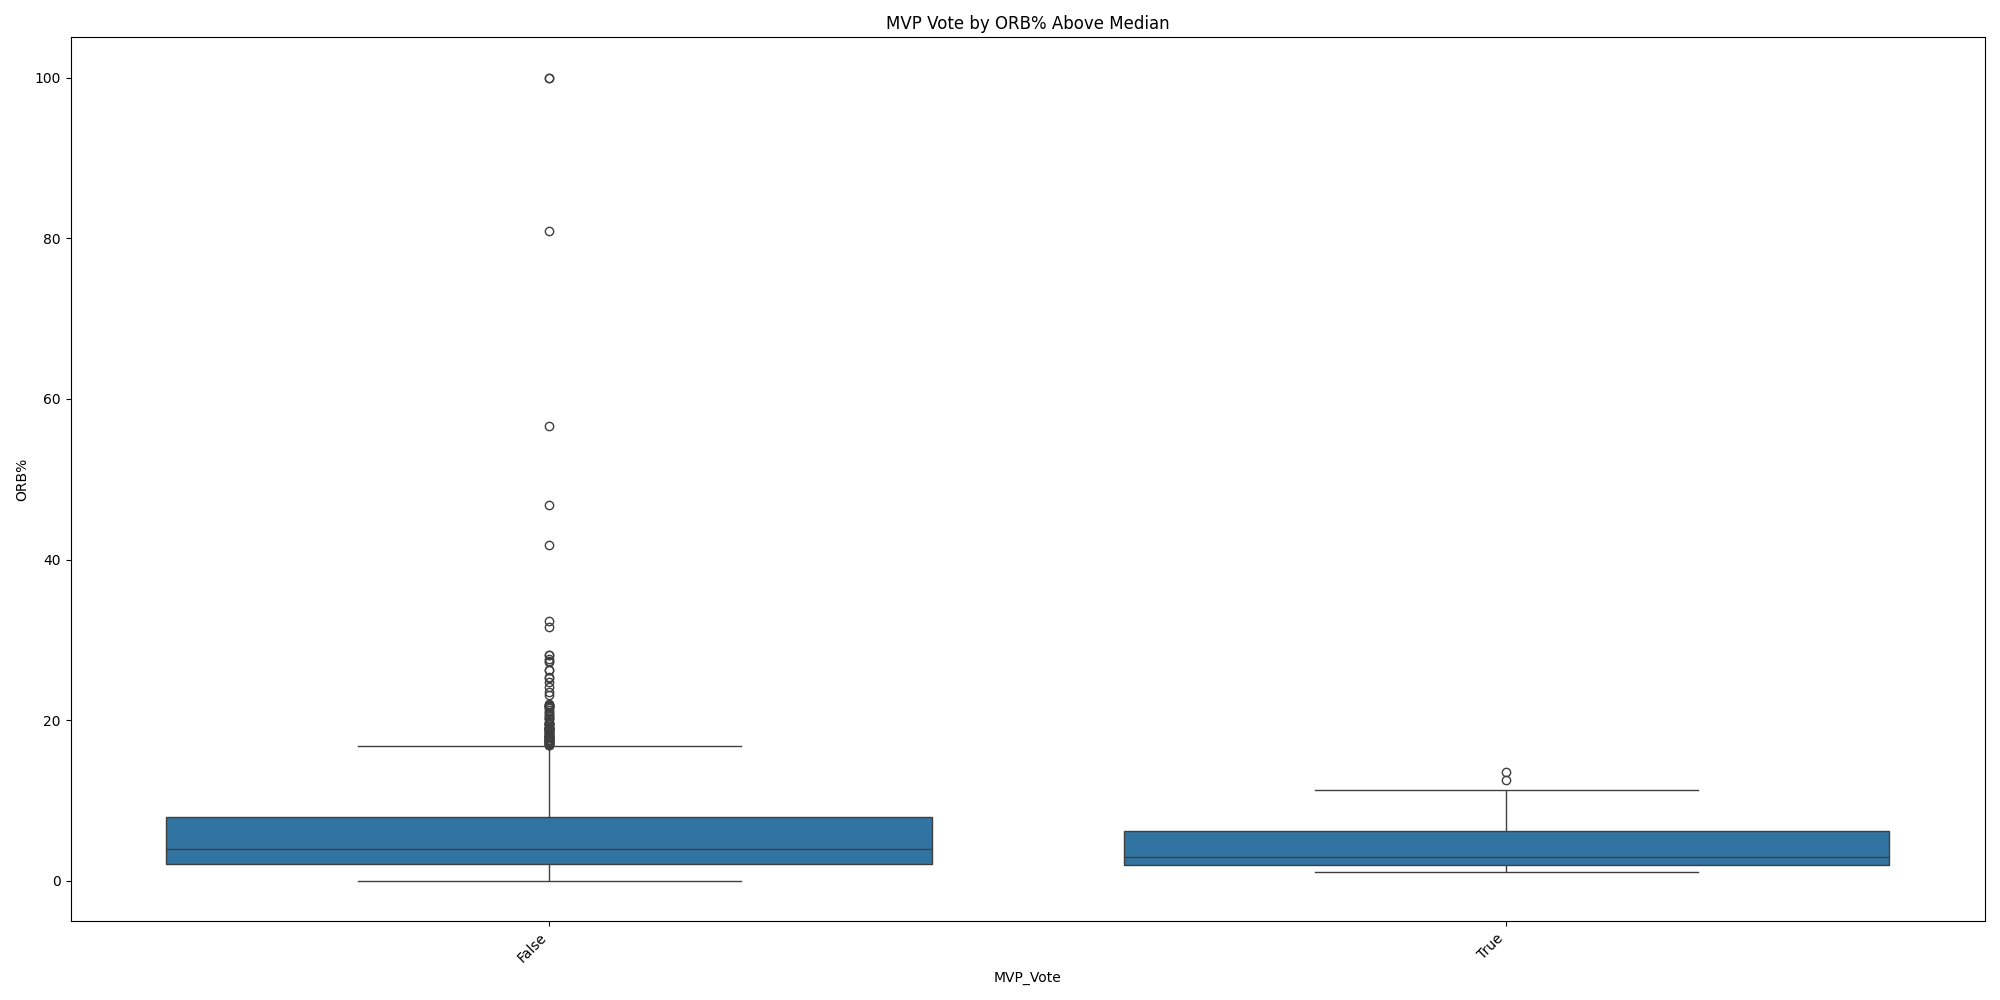 MVP Vote by ORB% Above Median
100
80
60
40
20
0
ORB%
False
True
MVP_Vote